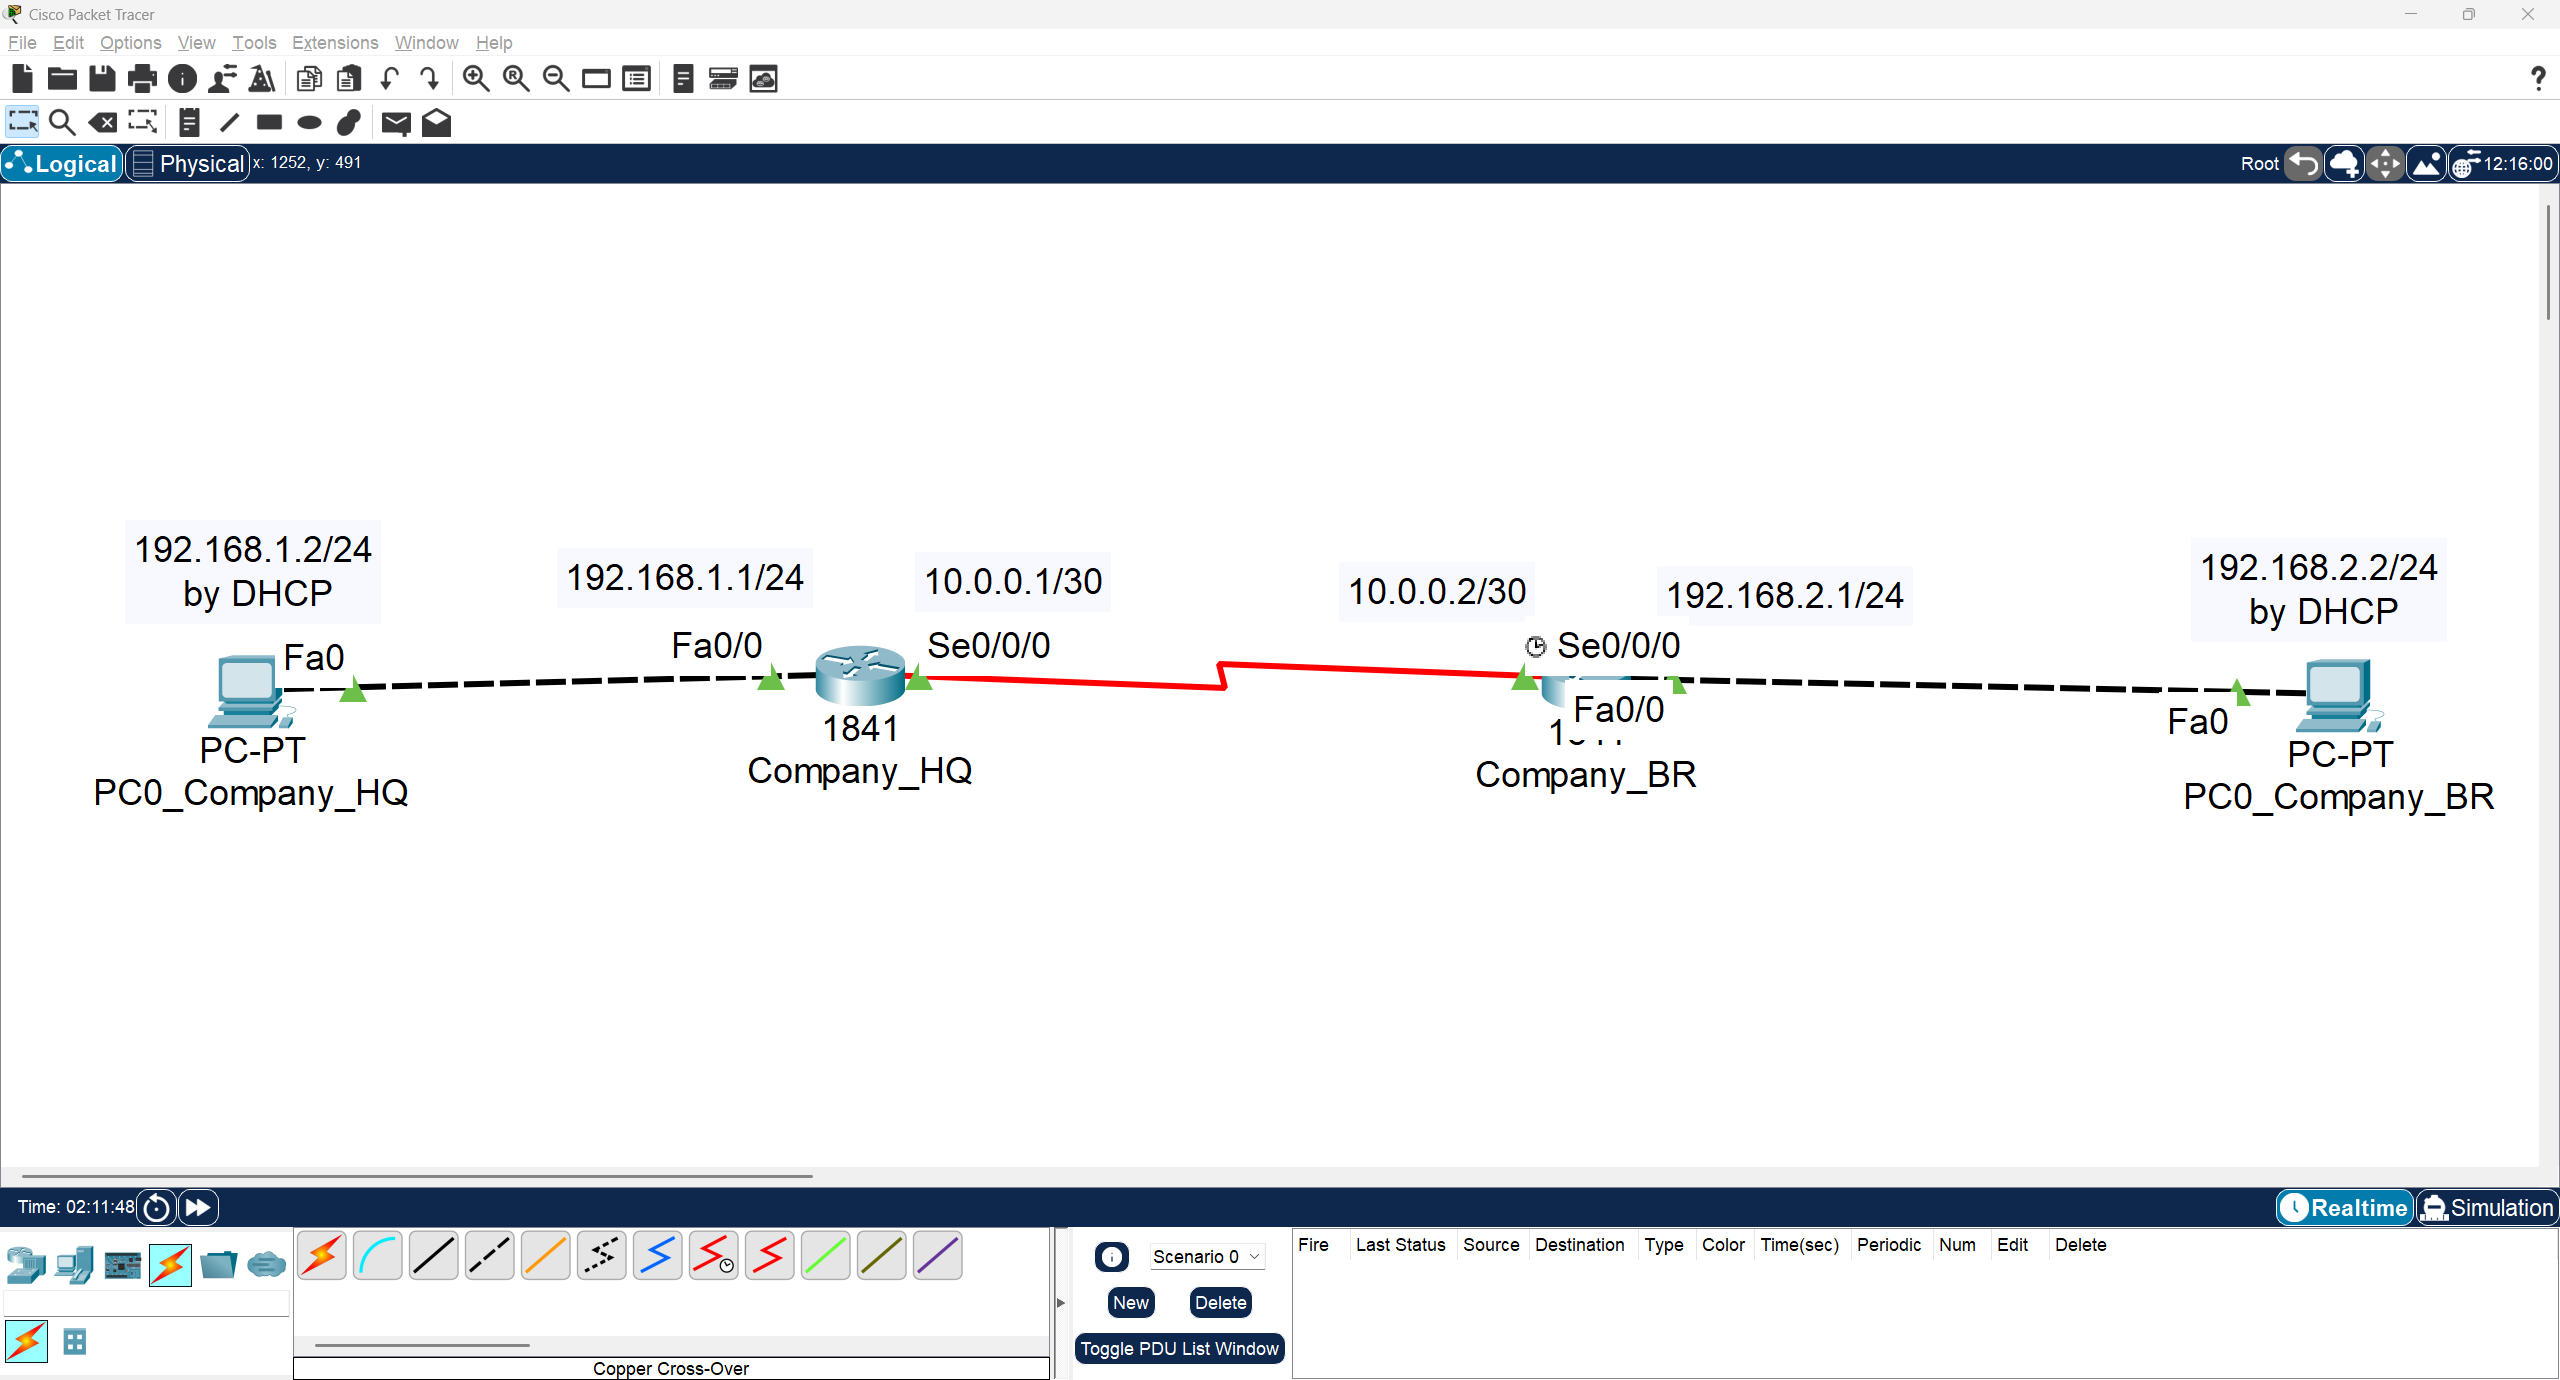 Cisco Packet Tracer
File Edit Options View Tools Extensions Window Help
Logical Physical x: 1252, y: 491 Root 12:16:00
192.168.1.2/24
by DHCP
192.168.1.1/24
10.0.0.1/30
10.0.0.2/30
192.168.2.1/24
192.168.2.2/24
by DHCP
Fa0
Fa0/0
Se0/0/0
Se0/0/0
Fa0/0
Fa0
PC-PT
PC0_Company_HQ
1841
Company_HQ
Company_BR
PC-PT
PC0_Company_BR
Time: 02:11:48 Realtime Simulation
Scenario 0
New Delete
Toggle PDU List Window
Fire Last Status Source Destination Type Color Time(sec) Periodic Num Edit Delete
Copper Cross-Over